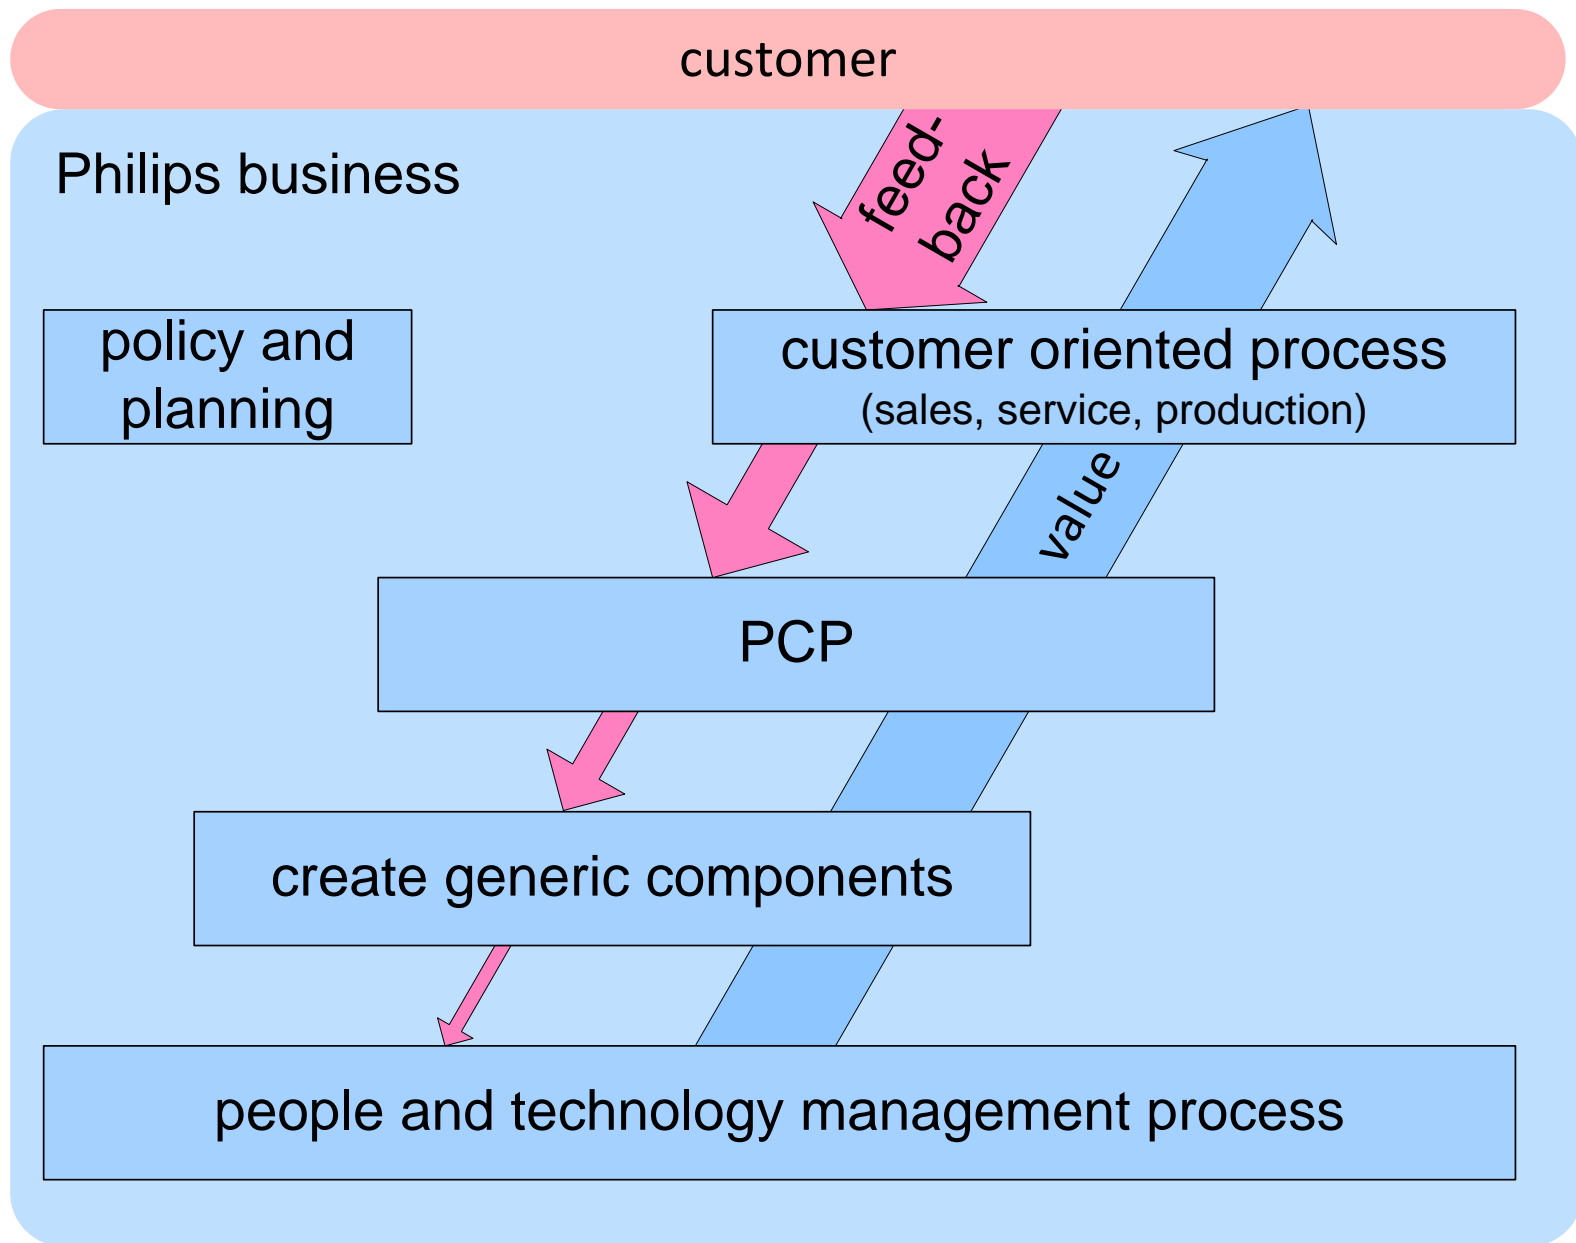 customer
Philips business
feed-
back
policy and
planning
customer oriented process
(sales, service, production)
value
PCP
create generic components
people and technology management process